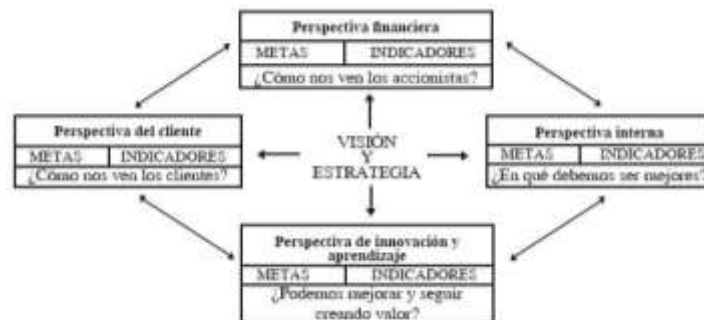 Perspectiva financiera
METAS INDICADORES
¿Cómo nos ven los accionistas?
Perspectiva del cliente
METAS INDICADORES
¿Cómo nos ven los clientes?
VISIÓN
Y
ESTRATEGIA
Perspectiva interna
METAS INDICADORES
¿En qué debemos ser mejores?
Perspectiva de innovación y
aprendizaje
METAS INDICADORES
¿Podemos mejorar y seguir
creando valor?